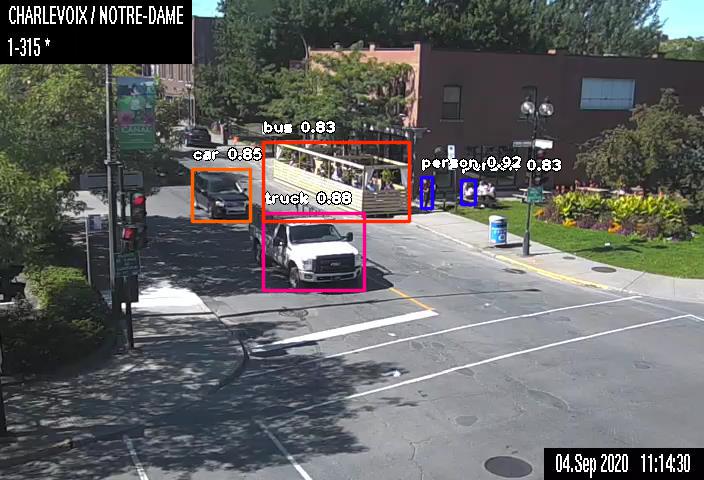 CHARLEVOIX / NOTRE-DAME
1-315 *
bus 0.83
car 0.85
person 0.92
0.83
truck 0.88
CANAL
04.Sep 2020 11:14:30